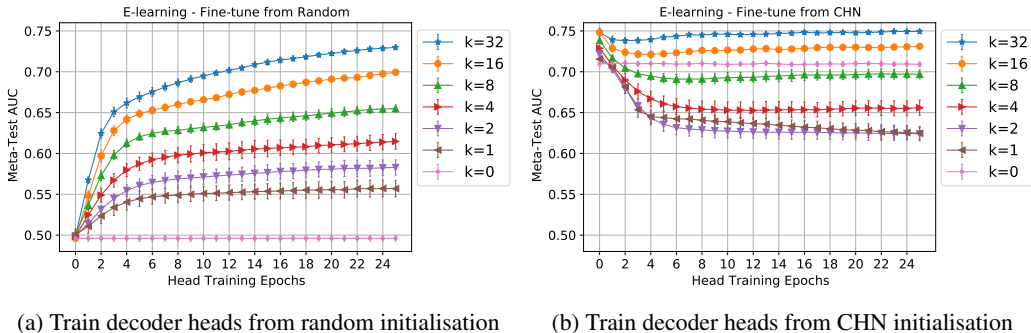 E-learning - Fine-tune from Random
0.75
0.70
0.65
0.60
0.55
0.50
Meta-Test AUC
0 2 4 6 8 10 12 14 16 18 20 22 24
Head Training Epochs
k=32
k=16
k=8
k=4
k=2
k=1
k=0
(a) Train decoder heads from random initialisation
E-learning - Fine-tune from CHN
0.75
0.70
0.65
0.60
0.55
0.50
Meta-Test AUC
0 2 4 6 8 10 12 14 16 18 20 22 24
Head Training Epochs
k=32
k=16
k=0
k=8
k=4
k=2
k=1
(b) Train decoder heads from CHN initialisation